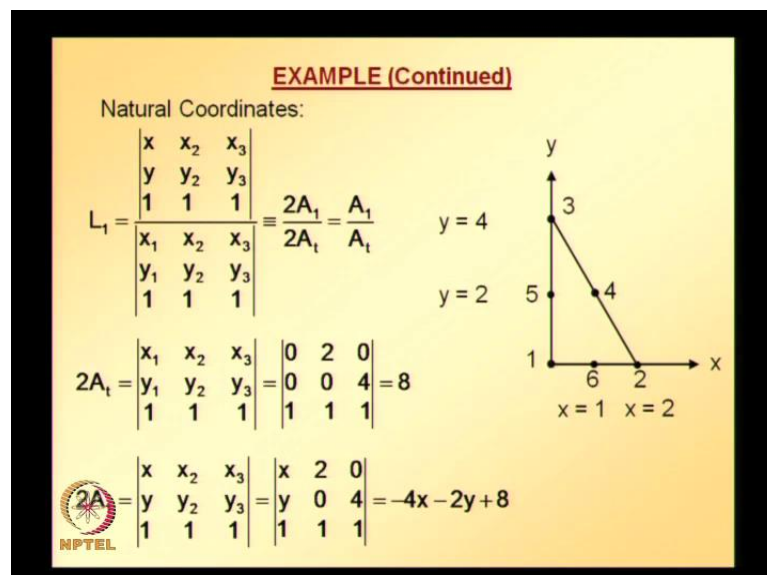 EXAMPLE (Continued)
Natural Coordinates:
L₁ = |x x₂ x₃; y y₂ y₃; 1 1 1| / |x₁ x₂ x₃; y₁ y₂ y₃; 1 1 1| ≡ 2A₁/2Aₜ = A₁/Aₜ
2Aₜ = |x₁ x₂ x₃; y₁ y₂ y₃; 1 1 1| = |0 2 0; 0 0 4; 1 1 1| = 8
2A = |x x₂ x₃; y y₂ y₃; 1 1 1| = |x 2 0; y 0 4; 1 1 1| = –4x – 2y + 8
y
3
y = 4
y = 2 5 4
1 x
6 2
x = 1 x = 2
NPTEL